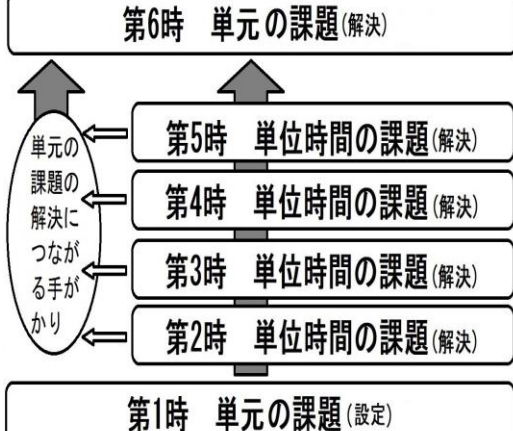 第6時 単元の課題(解決)
単元の
課題の
解決に
つなが
る手が
かり
第5時 単位時間の課題(解決)
第4時 単位時間の課題(解決)
第3時 単位時間の課題(解決)
第2時 単位時間の課題(解決)
第1時 単元の課題(設定)